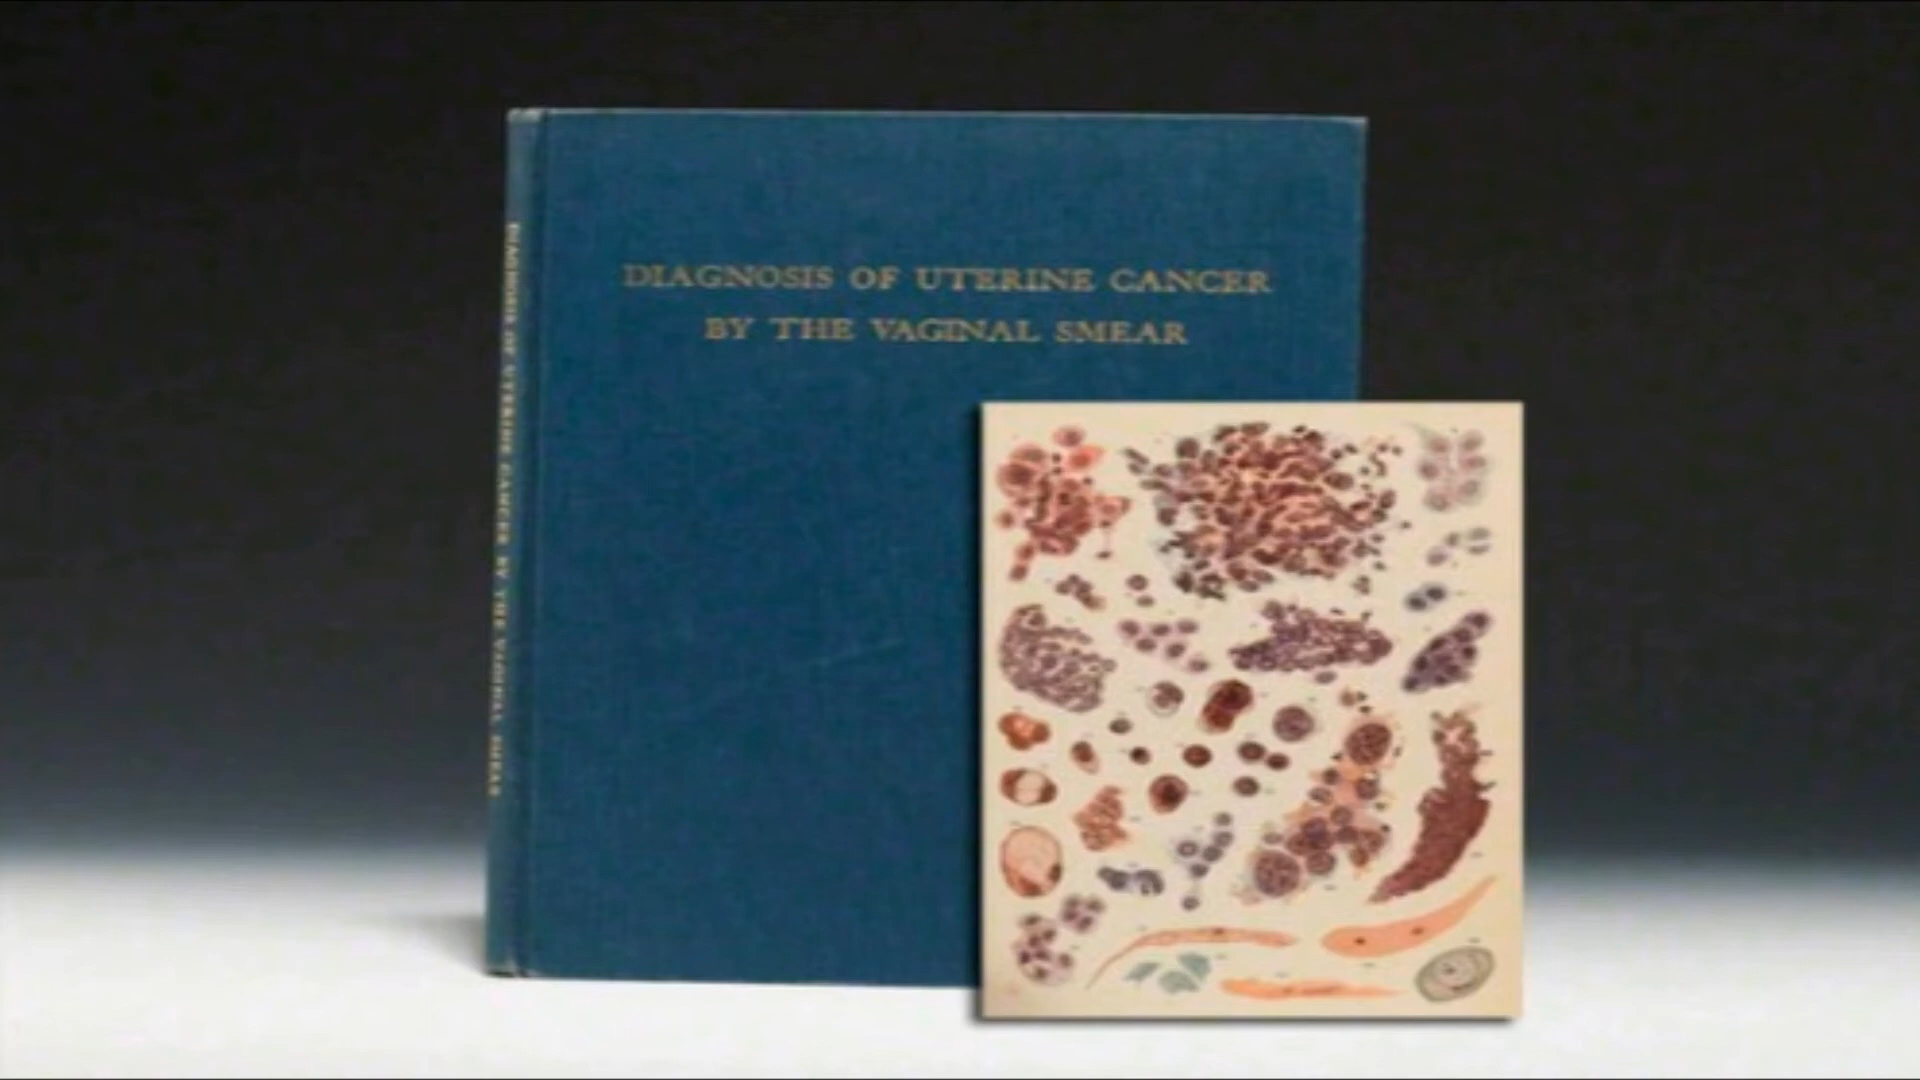 DIAGNOSIS OF UTERINE CANCER
BY THE VAGINAL SMEAR
DIAGNOSIS OF UTERINE CANCER BY THE VAGINAL SMEAR